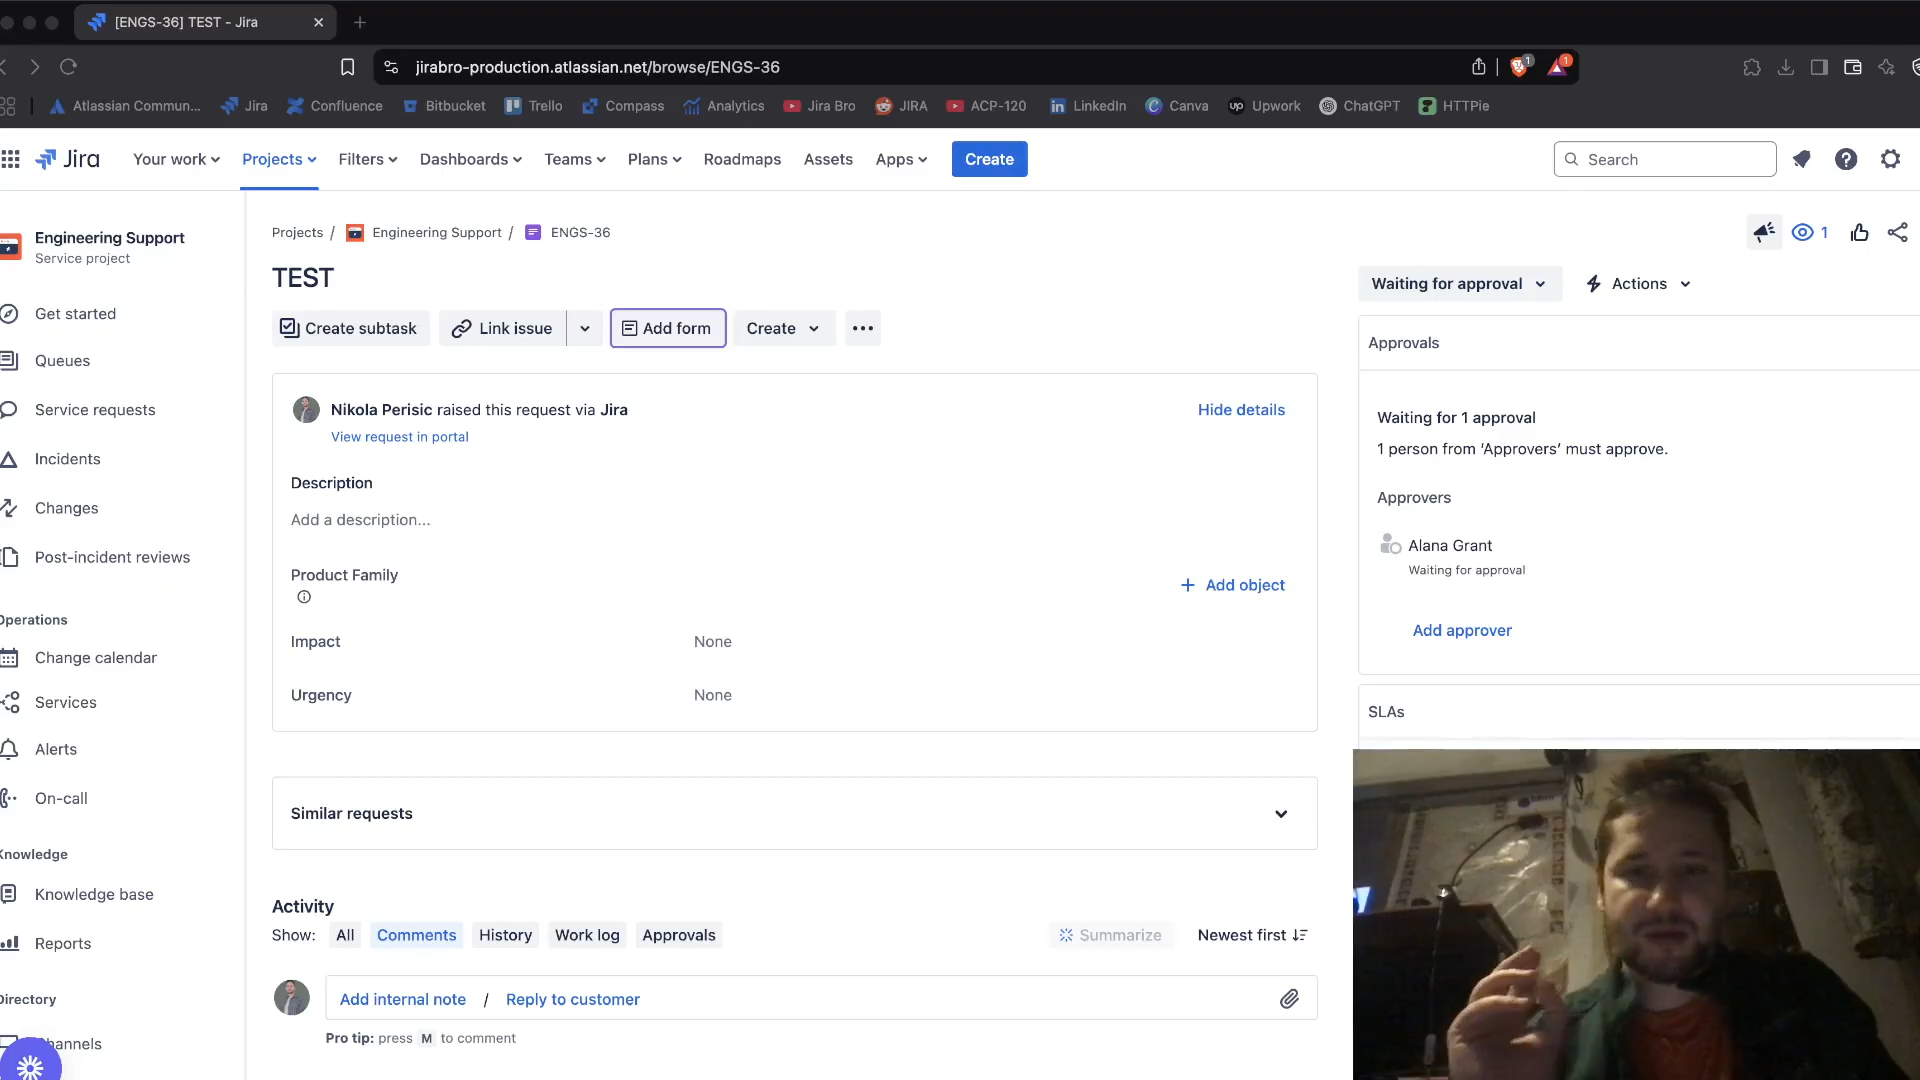 [ENGS-36] TEST - Jira
jirabro-production.atlassian.net/browse/ENGS-36
1
1
Atlassian Commun... Jira Confluence Bitbucket Trello Compass Analytics Jira Bro JIRA ACP-120 LinkedIn Canva up Upwork ChatGPT HTTPie
Jira Your work Projects Filters Dashboards Teams Plans Roadmaps Assets Apps Create Search
Engineering Support
Service project
Get started
Queues
Service requests
Incidents
Changes
Post-incident reviews
Operations
Change calendar
Services
Alerts
On-call
Knowledge
Knowledge base
Reports
Directory
Channels
Projects / Engineering Support / ENGS-36
TEST
Create subtask Link issue Add form Create
Nikola Perisic raised this request via Jira
Hide details
View request in portal
Description
Add a description...
Product Family
+ Add object
Impact None
Urgency None
Similar requests
Activity
Show: All Comments History Work log Approvals Summarize Newest first
Add internal note / Reply to customer
Pro tip: press M to comment
1
Waiting for approval Actions
Approvals
Waiting for 1 approval
1 person from ‘Approvers’ must approve.
Approvers
Alana Grant
Waiting for approval
Add approver
SLAs